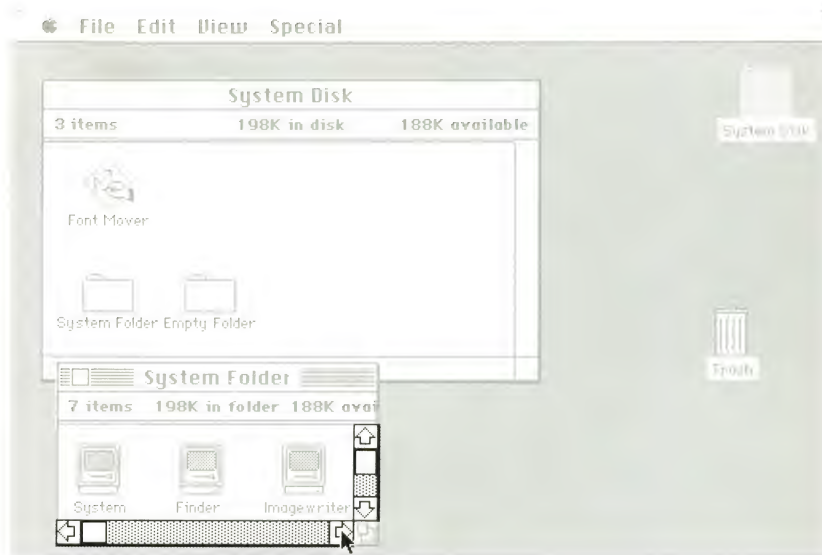 File Edit View Special
System Disk
3 items 198K in disk 188K available
System Disk
Font Mover
System Folder Empty Folder
Trash
System Folder
7 items 198K in folder 188K avai
System Finder Imagewriter